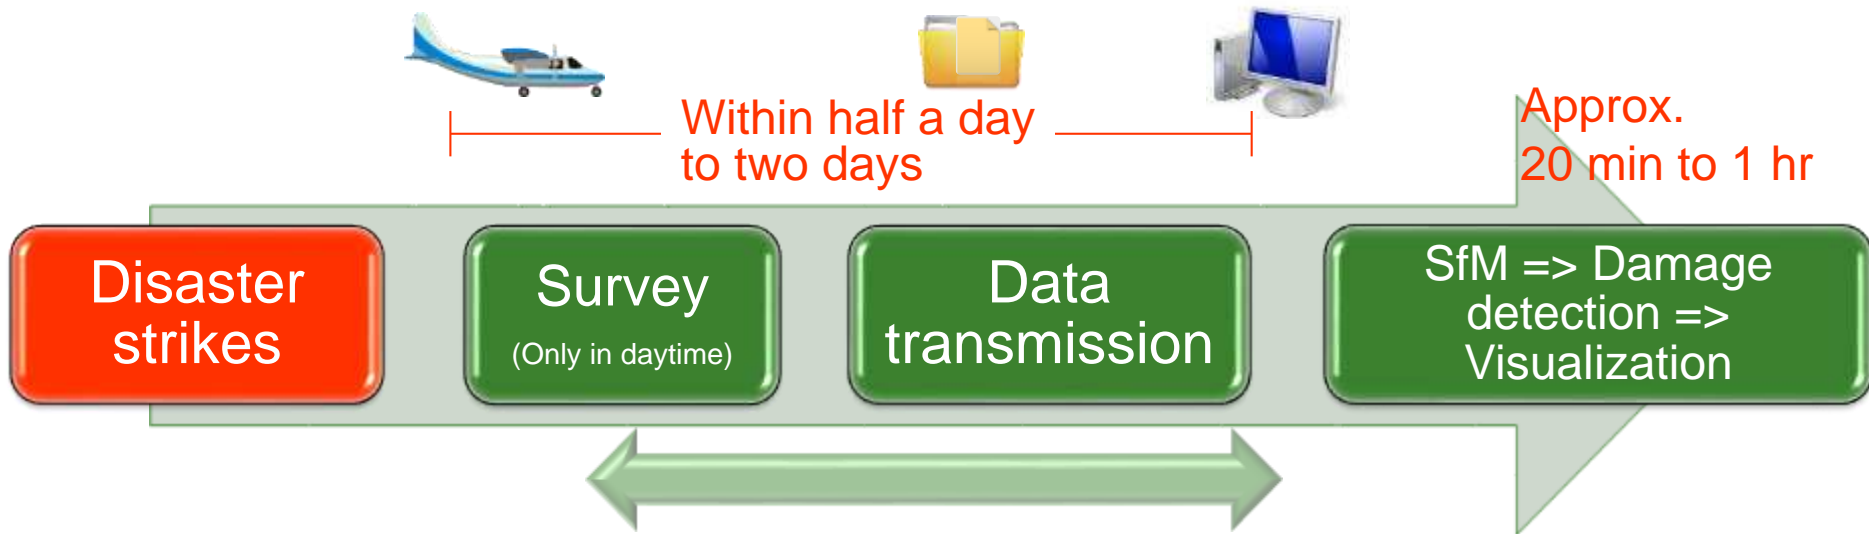 Within half a day
to two days
Approx.
20 min to 1 hr
Disaster
strikes
Survey
(Only in daytime)
Data
transmission
SfM => Damage
detection =>
Visualization